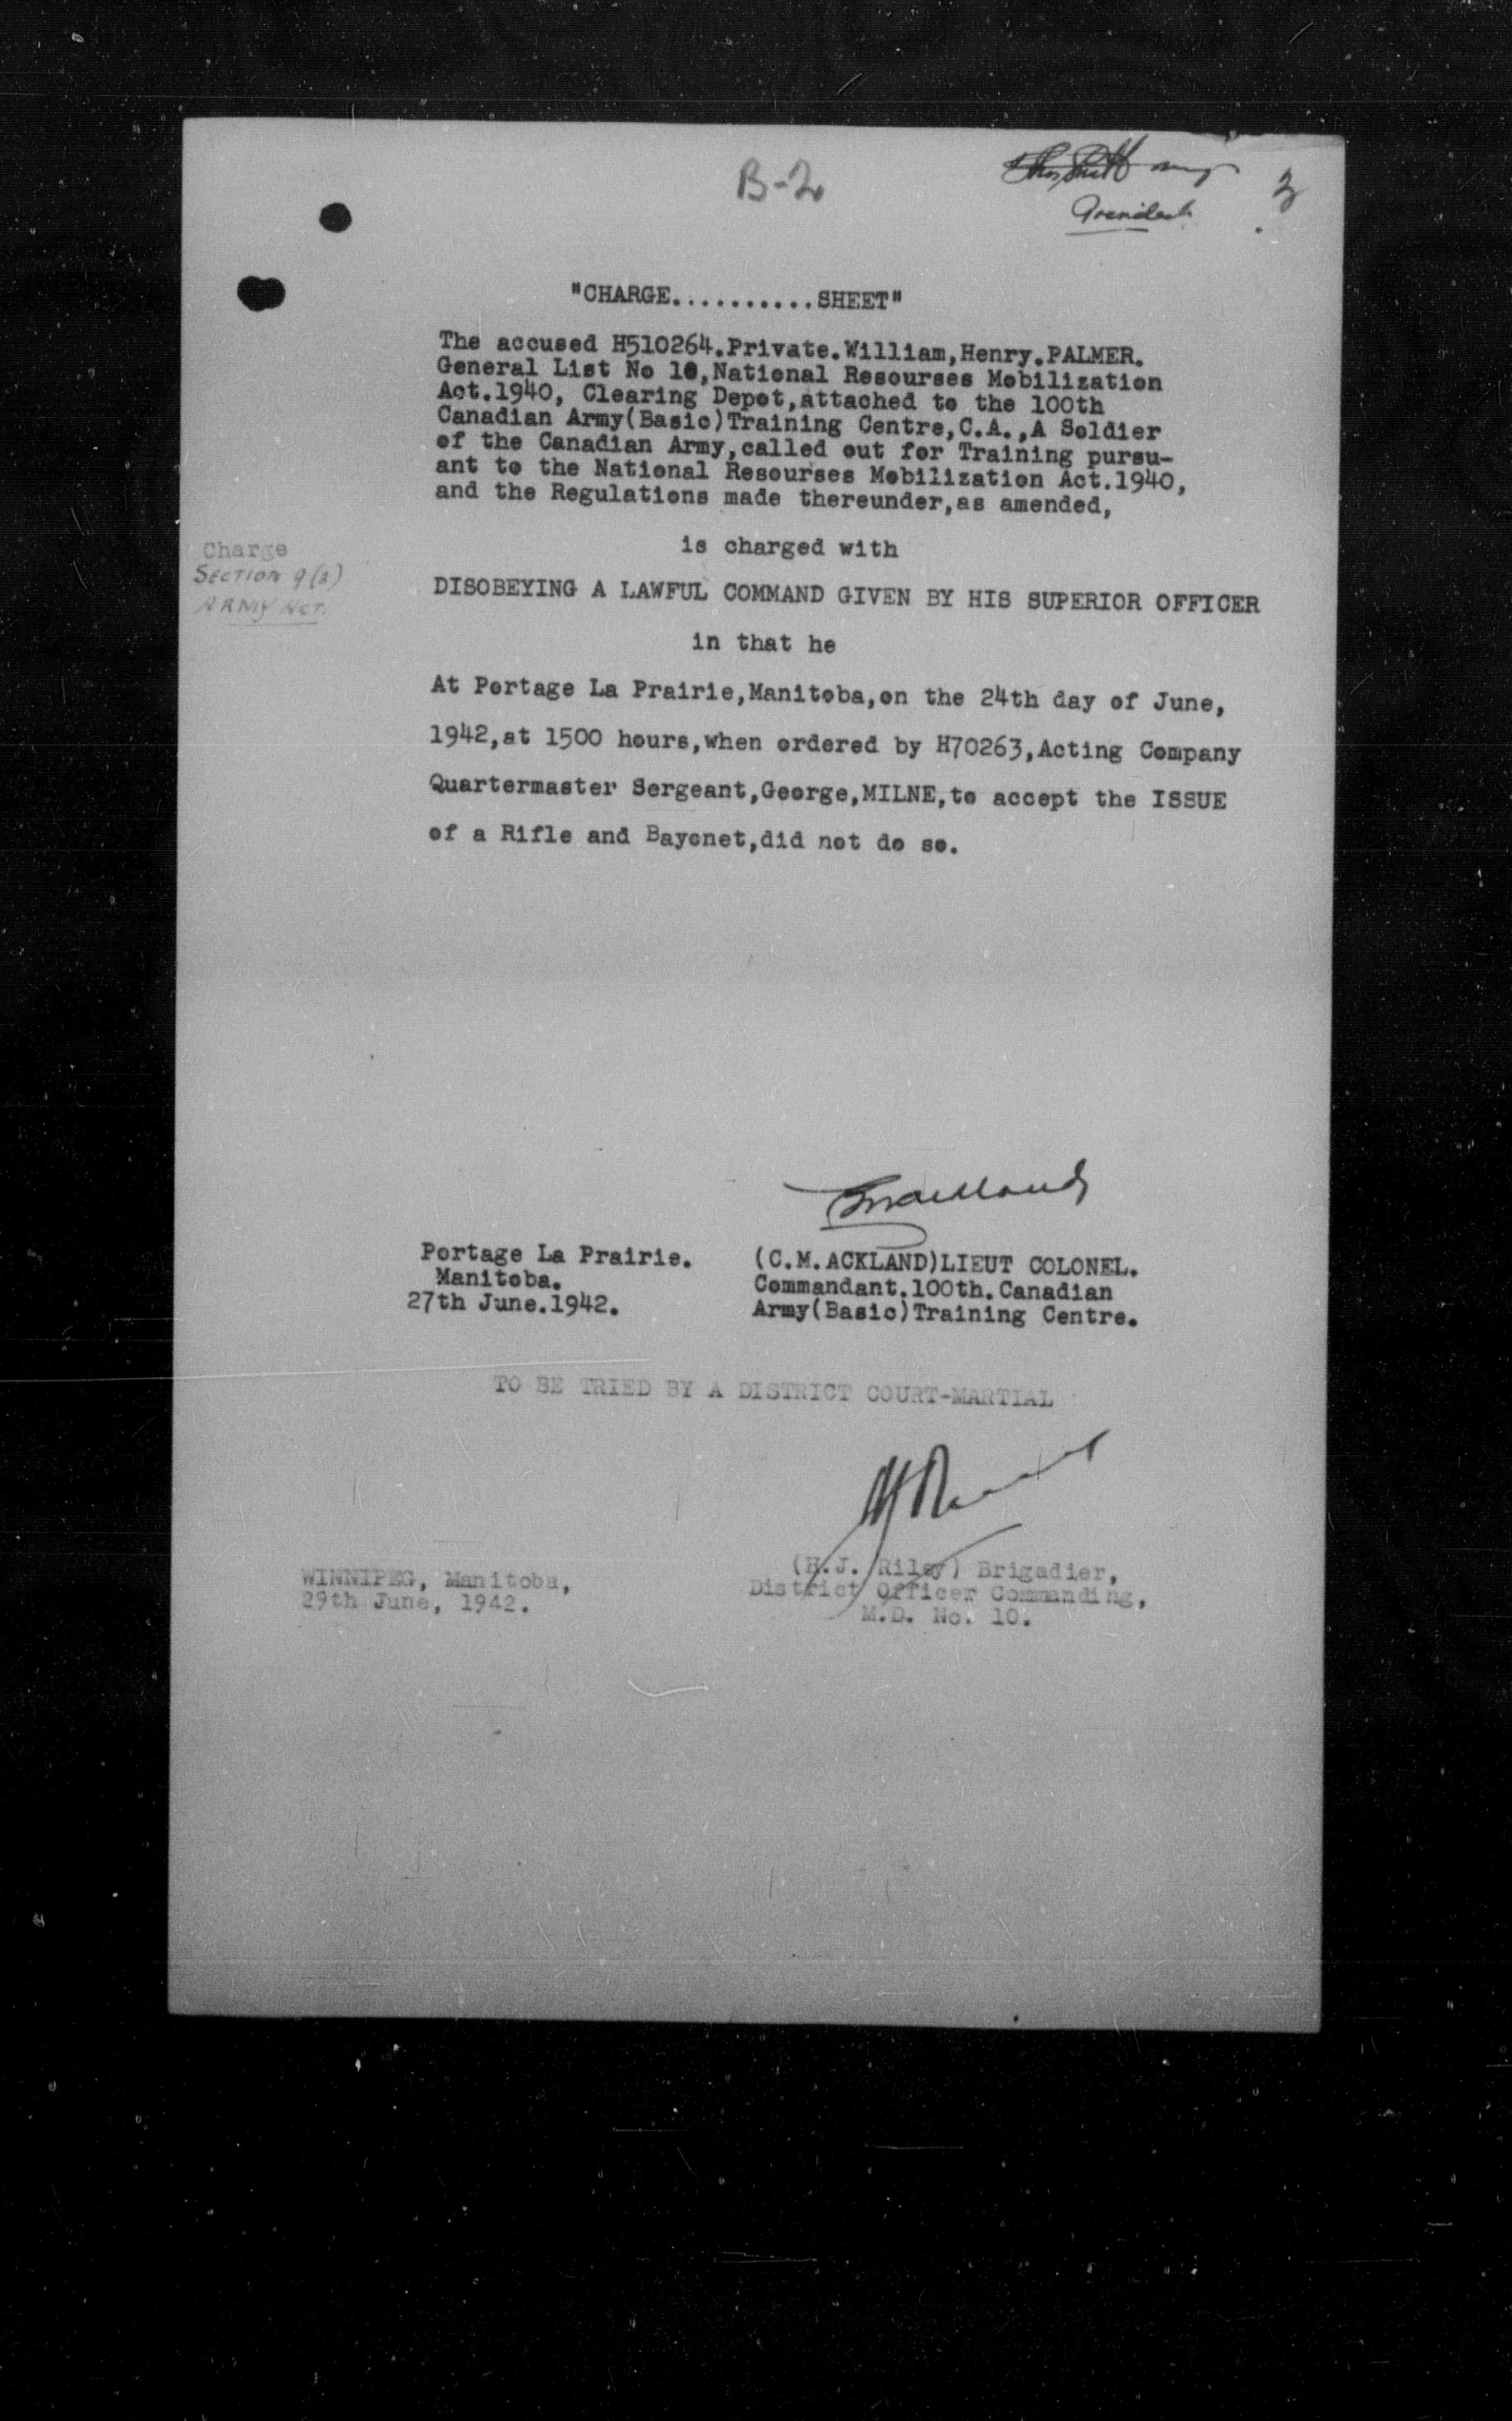 B-2
President
"CHARGE..........SHEET"
The accused H510264.Private.William,Henry.PALMER.
General List No 10,National Resourses Mobilization
Act.1940, Clearing Depot,attached to the 100th
Canadian Army(Basic)Training Centre,C.A.,A Soldier
of the Canadian Army,called out for Training pursu-
ant to the National Resourses Mobilization Act.1940,
and the Regulations made thereunder,as amended,
is charged with
Charge
SECTION 9(2)
ARMY ACT.
DISOBEYING A LAWFUL COMMAND GIVEN BY HIS SUPERIOR OFFICER
in that he
At Portage La Prairie,Manitoba,on the 24th day of June,
1942,at 1500 hours,when ordered by H70263,Acting Company
Quartermaster Sergeant,George,MILNE,to accept the ISSUE
of a Rifle and Bayonet,did not do so.
Portage La Prairie.
Manitoba.
27th June.1942.
(C.M.ACKLAND)LIEUT COLONEL.
Commandant.100th.Canadian
Army(Basic)Training Centre.
TO BE TRIED BY A DISTRICT COURT-MARTIAL
WINNIPEG, Manitoba,
29th June, 1942.
(H.J. Riley) Brigadier,
District Officer Commanding,
M.D. No. 10.